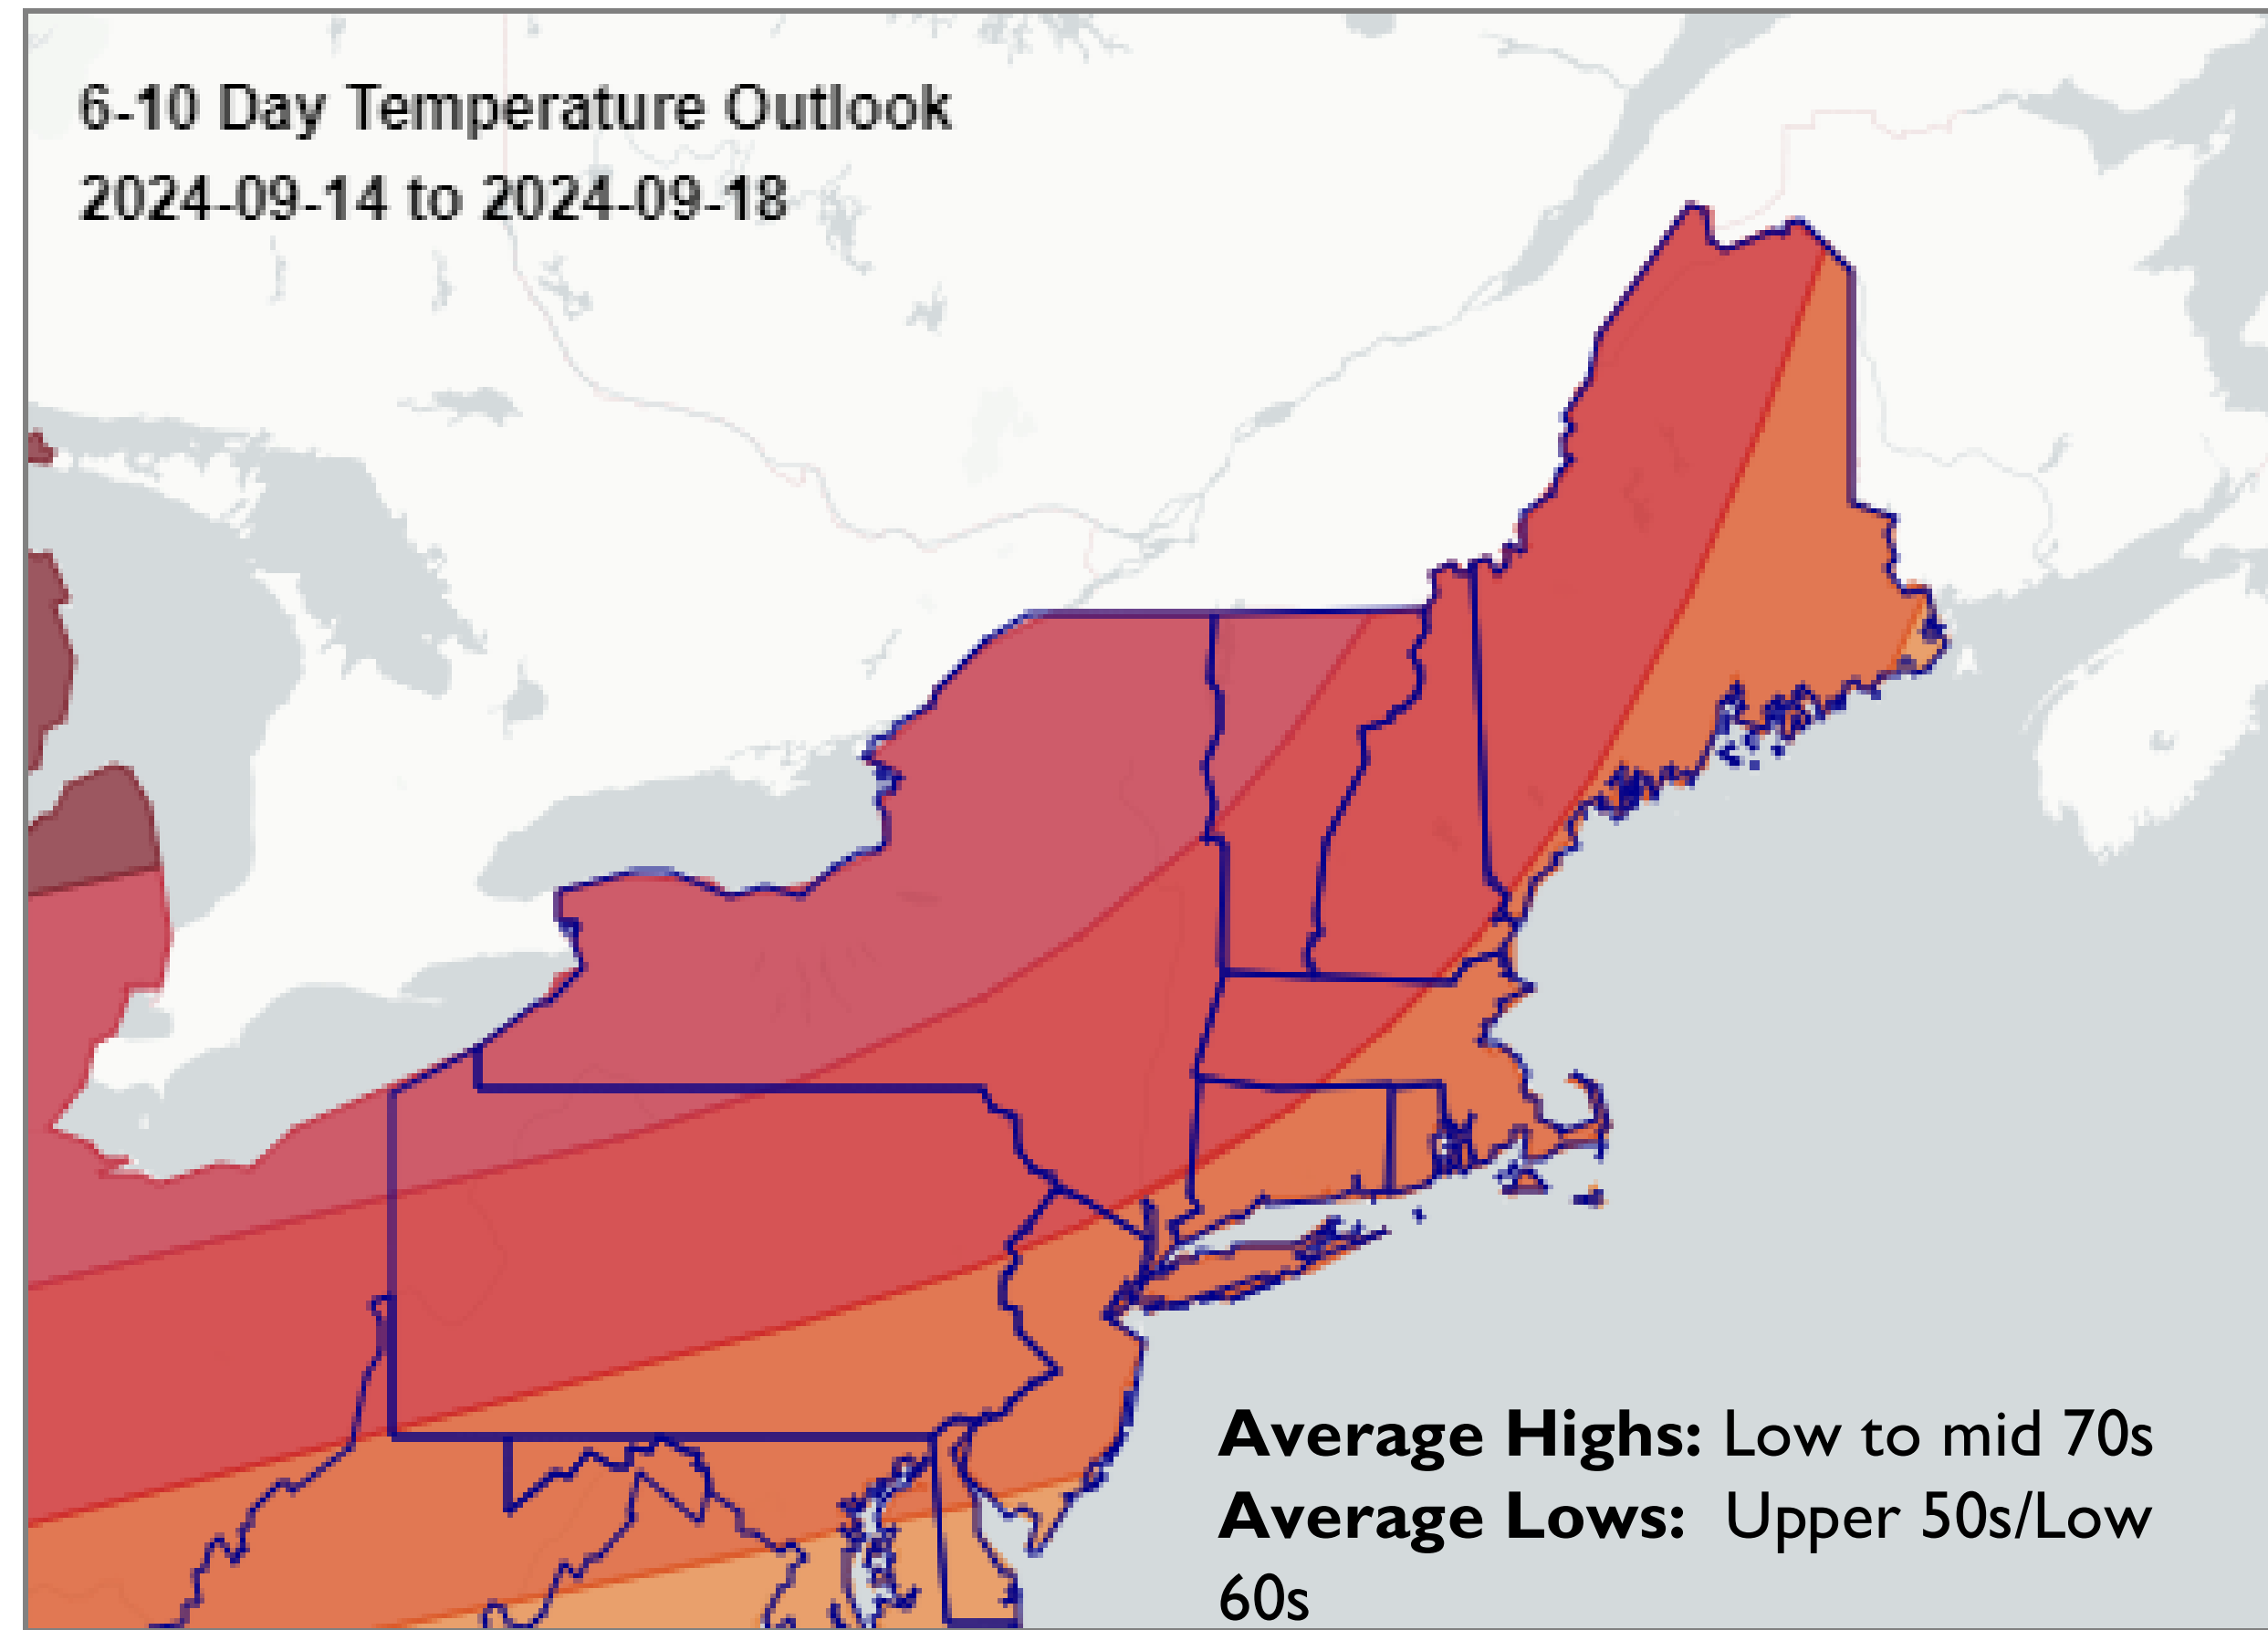 6-10 Day Temperature Outlook
2024-09-14 to 2024-09-18
Average Highs: Low to mid 70s
Average Lows: Upper 50s/Low
60s